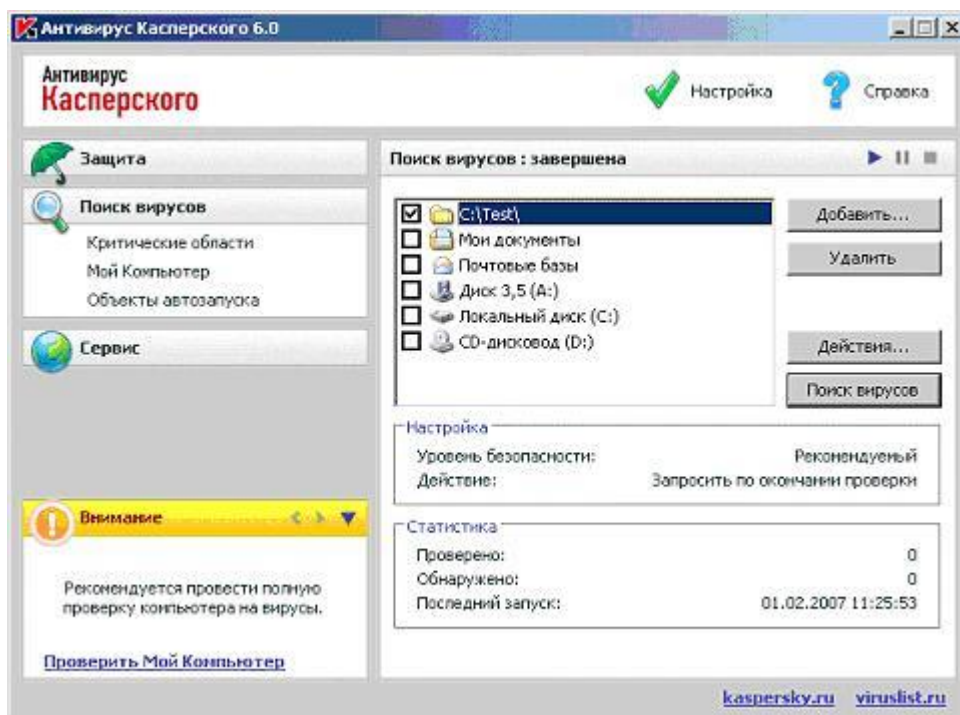 Антивирус Касперского 6.0
Антивирус
Касперского
Настройка
Справка
Защита
Поиск вирусов
Критические области
Мой Компьютер
Объекты автозапуска
Сервис
Внимание
Рекомендуется провести полную
проверку компьютера на вирусы.
Проверить Мой Компьютер
Поиск вирусов : завершена
C:\Test\
Мои документы
Почтовые базы
Диск 3,5 (A:)
Локальный диск (C:)
CD-дисковод (D:)
Добавить...
Удалить
Действия...
Поиск вирусов
Настройка
Уровень безопасности: Рекомендуемый
Действие: Запросить по окончании проверки
Статистика
Проверено: 0
Обнаружено: 0
Последний запуск: 01.02.2007 11:25:53
kaspersky.ru viruslist.ru